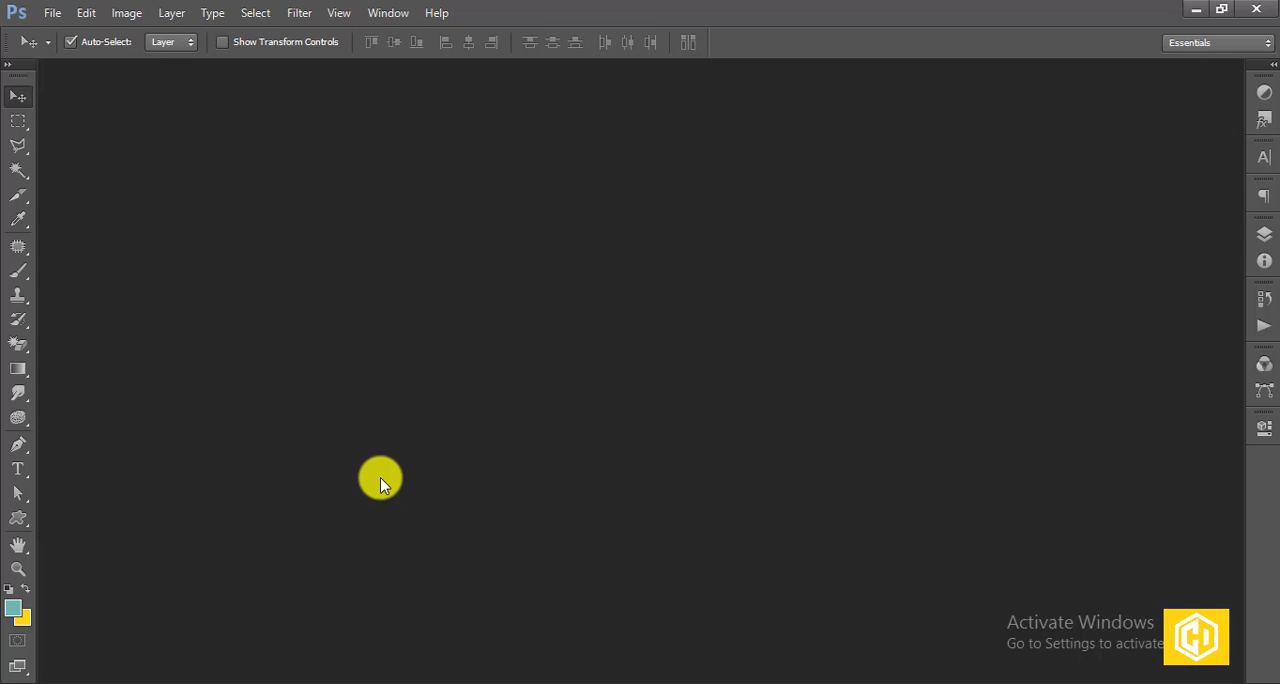 Ps File Edit Image Layer Type Select Filter View Window Help
Auto-Select: Layer Show Transform Controls Essentials
Activate Windows
Go to Settings to activate